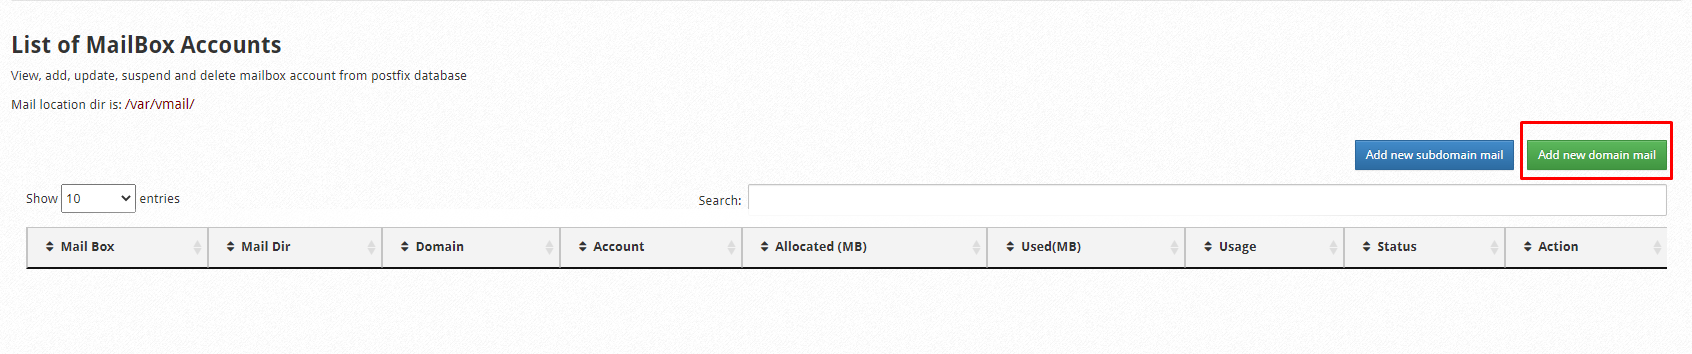 List of MailBox Accounts
View, add, update, suspend and delete mailbox account from postfix database
Mail location dir is: /var/vmail/
Add new subdomain mail Add new domain mail
Show 10 entries Search:
Mail Box Mail Dir Domain Account Allocated (MB) Used(MB) Usage Status Action